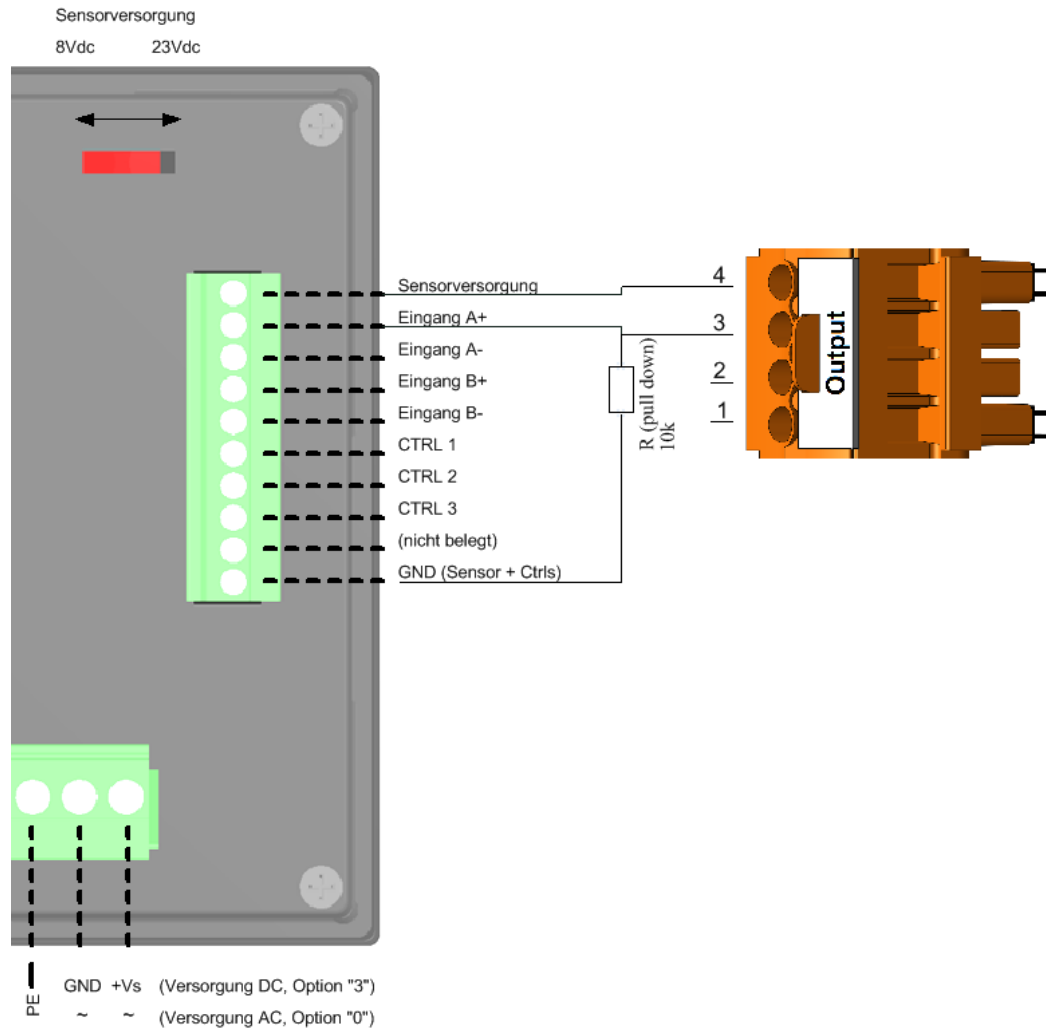 Sensorversorgung
8Vdc 23Vdc
Sensorversorgung
Eingang A+
Eingang A-
Eingang B+
Eingang B-
CTRL 1
CTRL 2
CTRL 3
(nicht belegt)
GND (Sensor + Ctrls)
R (pull down)
10k
4
3
2
1
Output
PE
GND +Vs (Versorgung DC, Option "3")
~ ~ (Versorgung AC, Option "0")